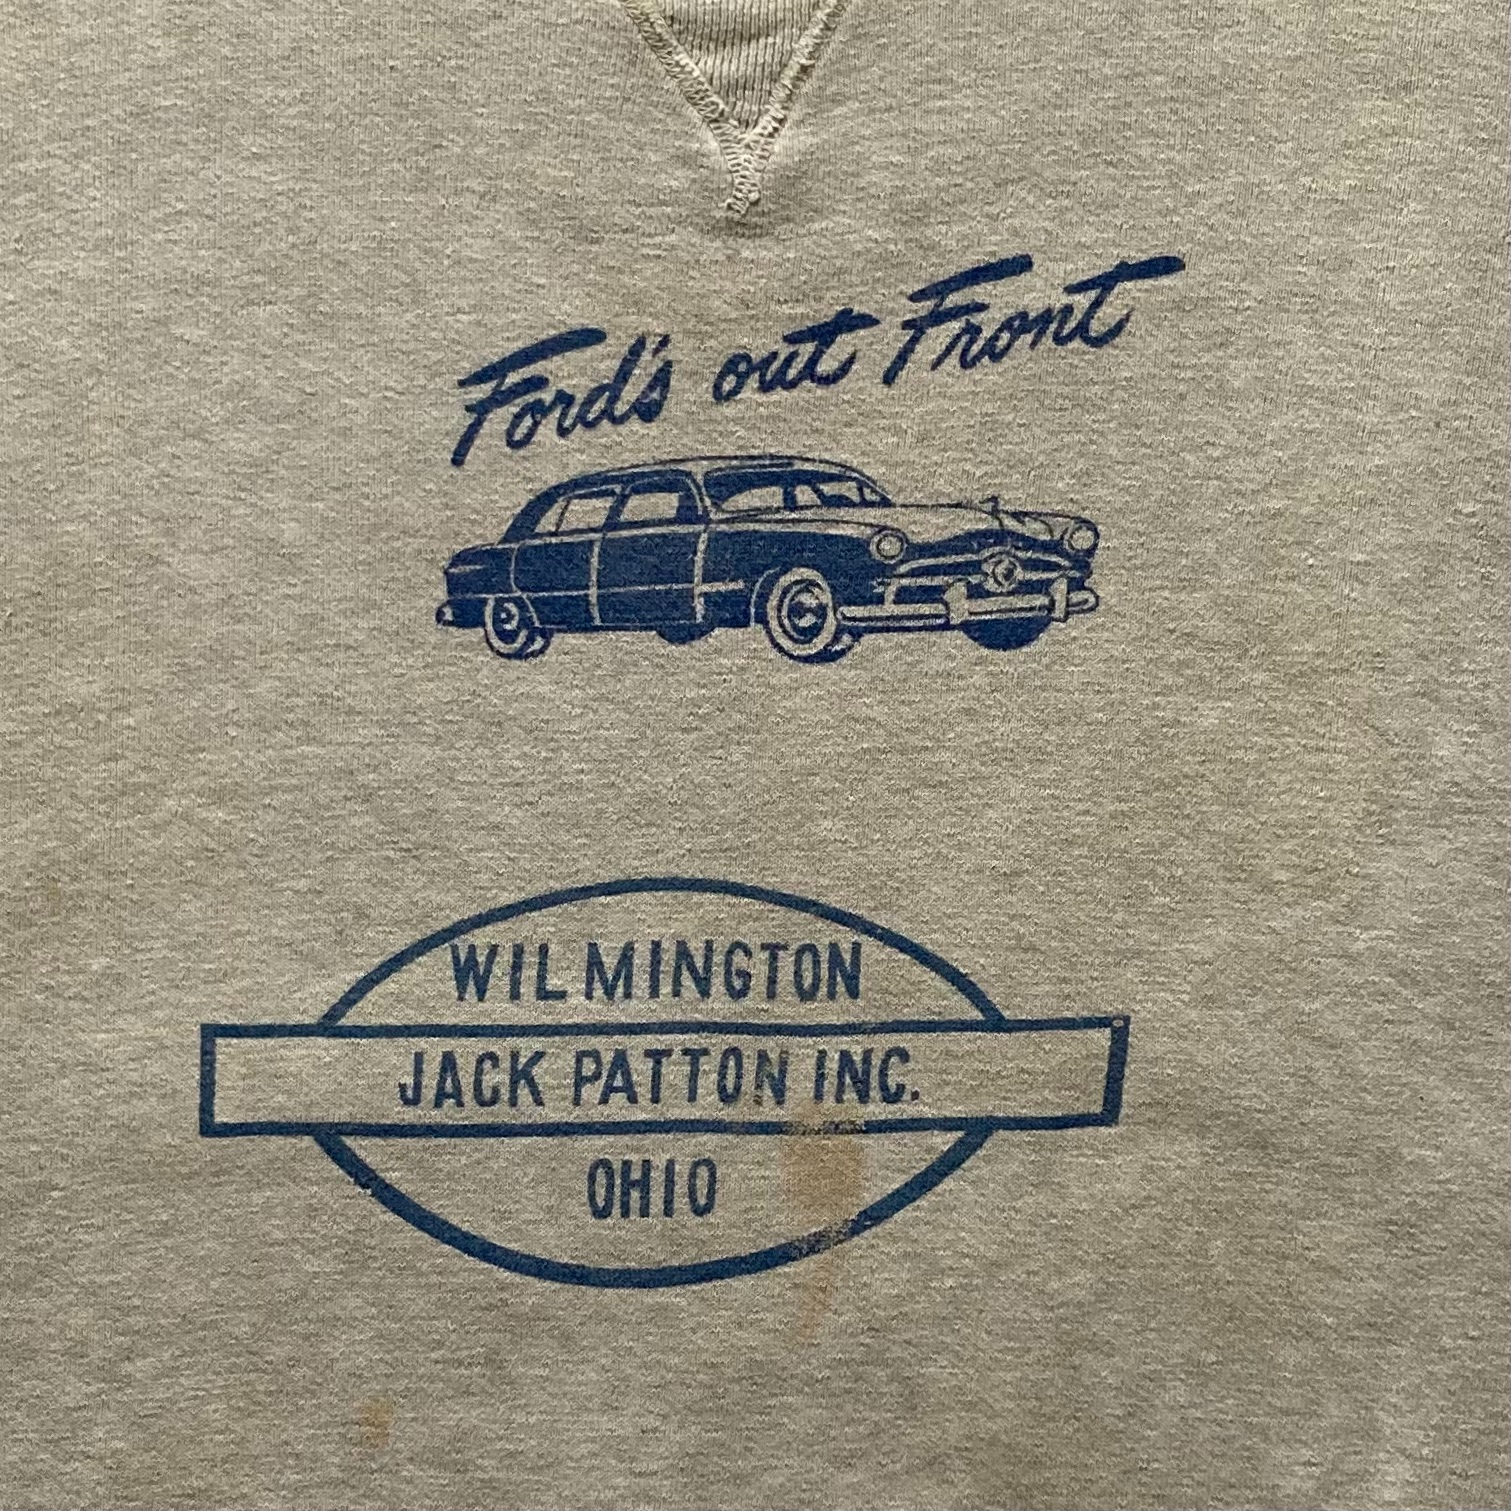 Ford's out Front
WILMINGTON
JACK PATTON INC.
OHIO